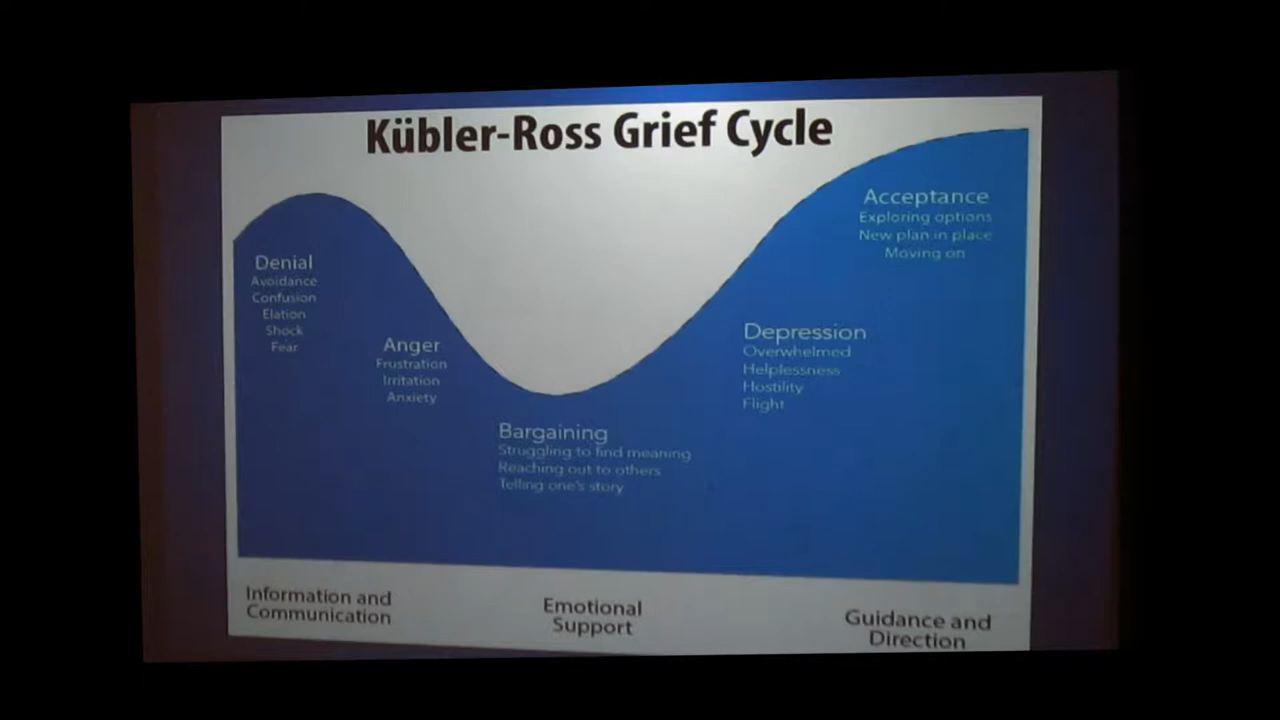 Kübler-Ross Grief Cycle
Denial
Avoidance
Confusion
Elation
Shock
Fear
Anger
Frustration
Irritation
Anxiety
Bargaining
Struggling to find meaning
Reaching out to others
Telling one's story
Depression
Overwhelmed
Helplessness
Hostility
Flight
Acceptance
Exploring options
New plan in place
Moving on
Information and
Communication
Emotional
Support
Guidance and
Direction